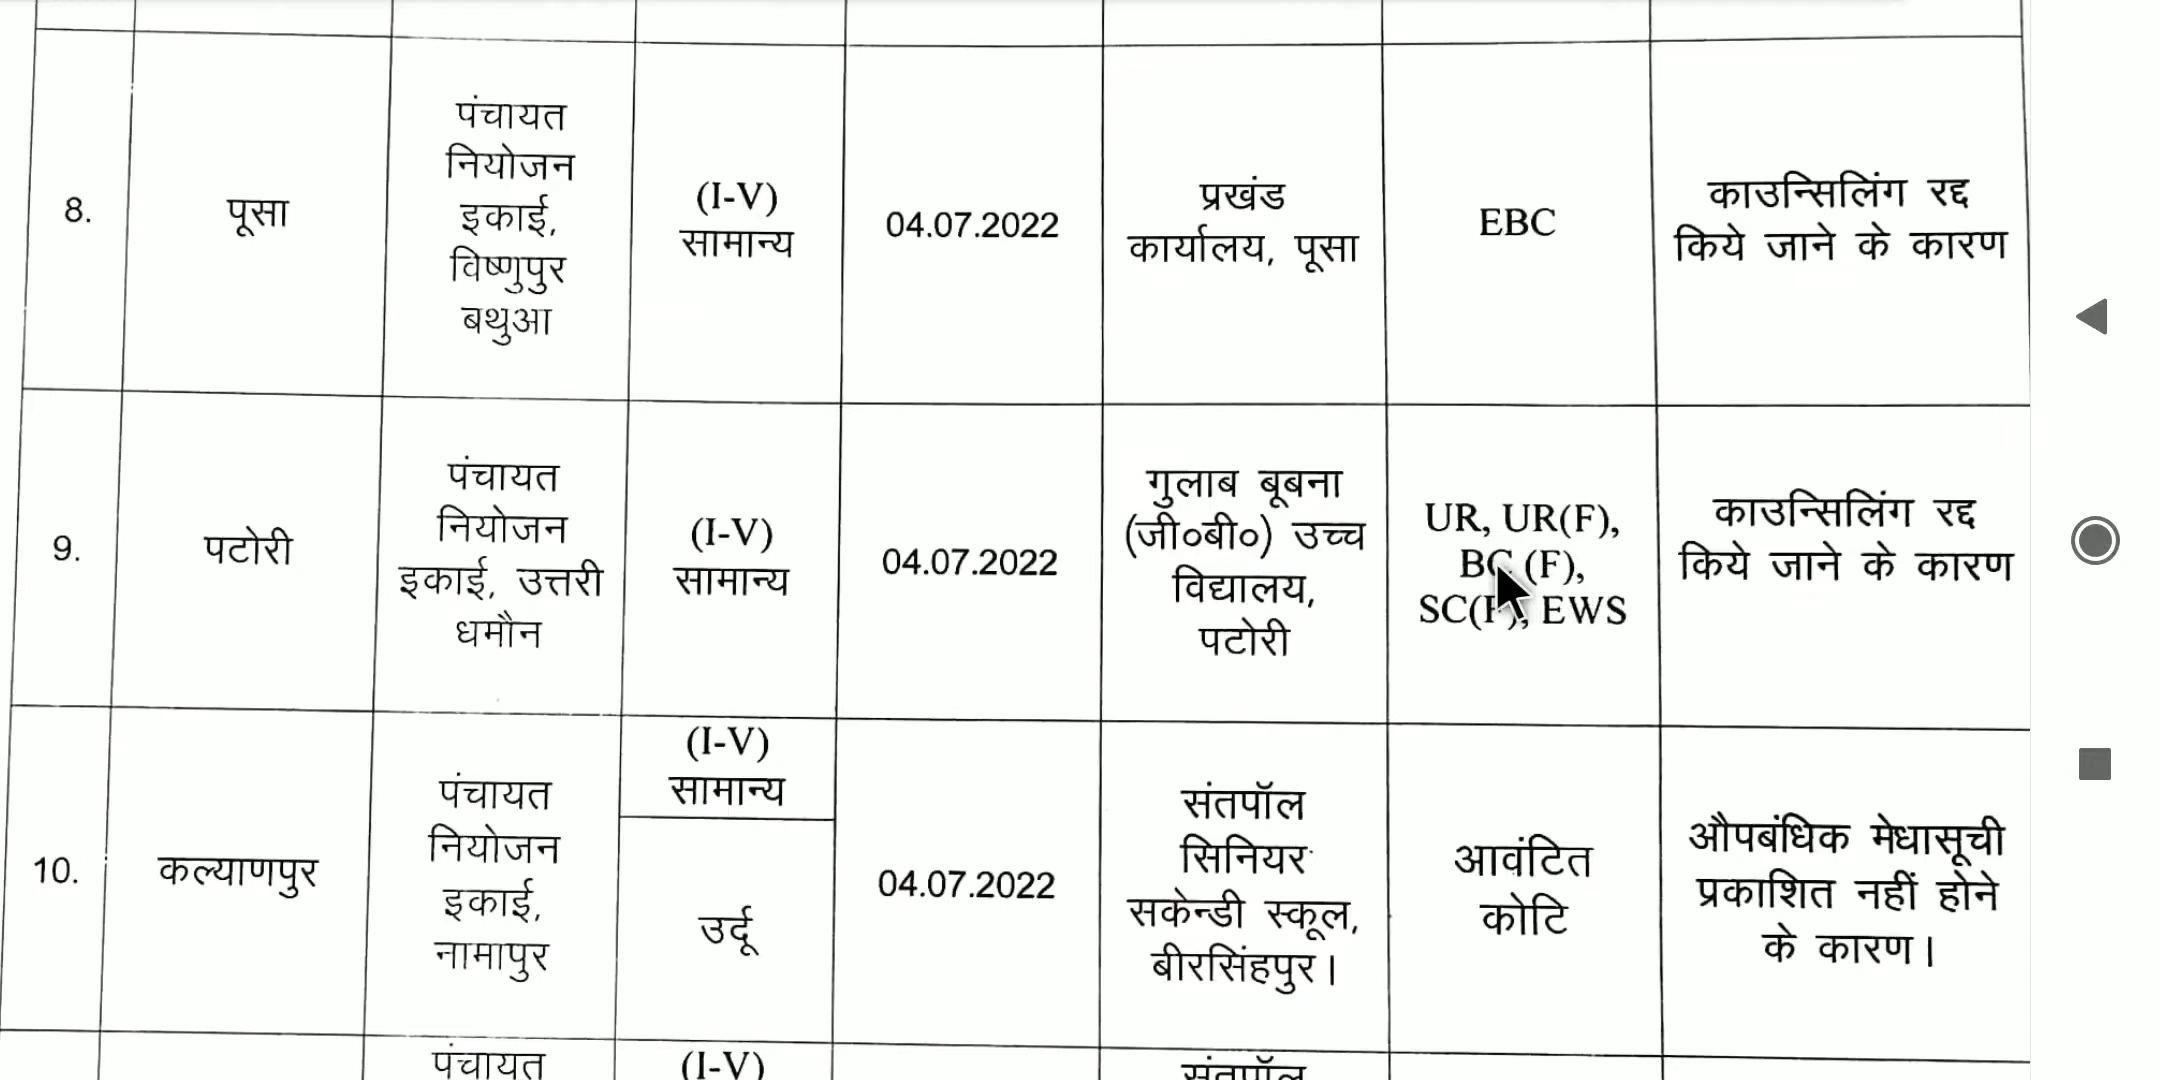 8.
पूसा
पंचायत
नियोजन
इकाई,
विष्णुपुर
बथुआ
(I-V)
सामान्य
04.07.2022
प्रखंड
कार्यालय, पूसा
EBC
काउन्सिलिंग रद्द
किये जाने के कारण
9.
पटोरी
पंचायत
नियोजन
इकाई, उत्तरी
धमौन
(I-V)
सामान्य
04.07.2022
गुलाब बूबना
(जी०बी०) उच्च
विद्यालय,
पटोरी
UR, UR(F),
BC (F),
SC(F), EWS
काउन्सिलिंग रद्द
किये जाने के कारण
10.
कल्याणपुर
पंचायत
नियोजन
इकाई,
नामापुर
(I-V)
सामान्य
उर्दू
04.07.2022
संतपॉल
सिनियर
सकेन्डी स्कूल,
बीरसिंहपुर।
आवंटित
कोटि
औपबंधिक मेधासूची
प्रकाशित नहीं होने
के कारण।
पंचायत
(I-V)
संतपॉल